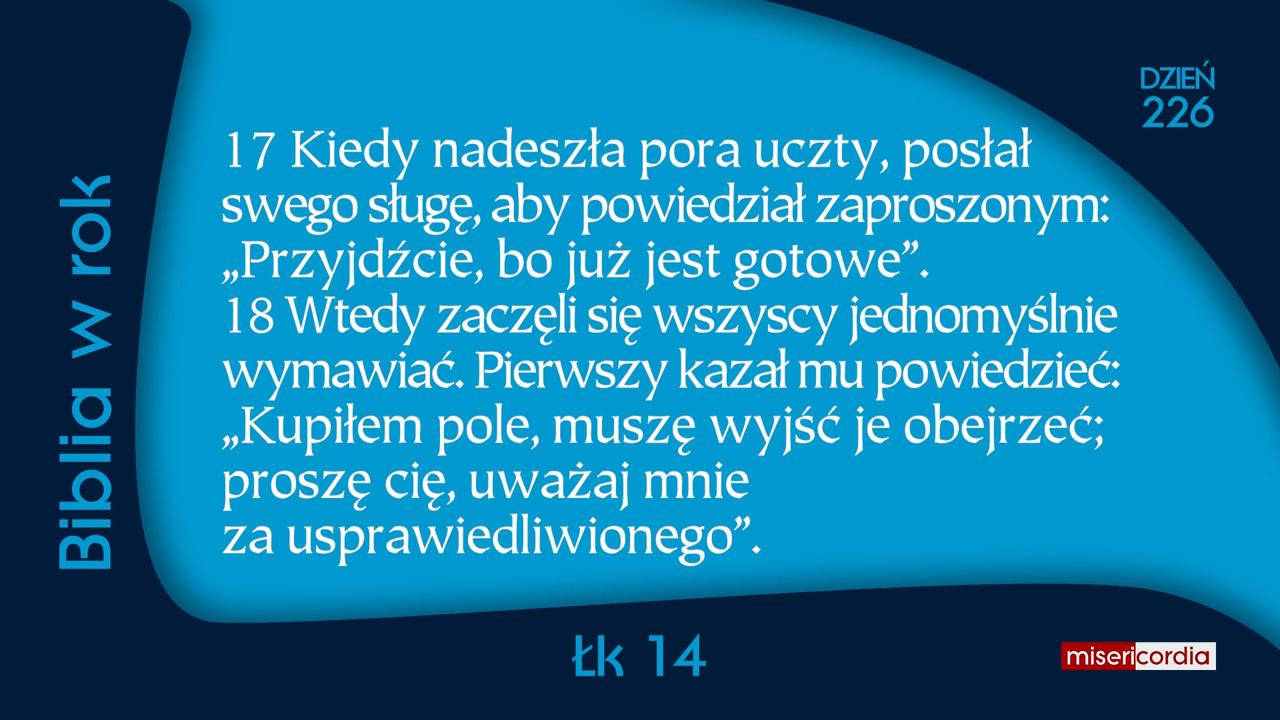 DZIEŃ
226
17 Kiedy nadeszła pora uczty, posłał
swego sługę, aby powiedział zaproszonym:
„Przyjdźcie, bo już jest gotowe”.
18 Wtedy zaczęli się wszyscy jednomyślnie
wymawiać. Pierwszy kazał mu powiedzieć:
„Kupiłem pole, muszę wyjść je obejrzeć;
proszę cię, uważaj mnie
za usprawiedliwionego”.
Biblia w rok
Łk 14
misericordia